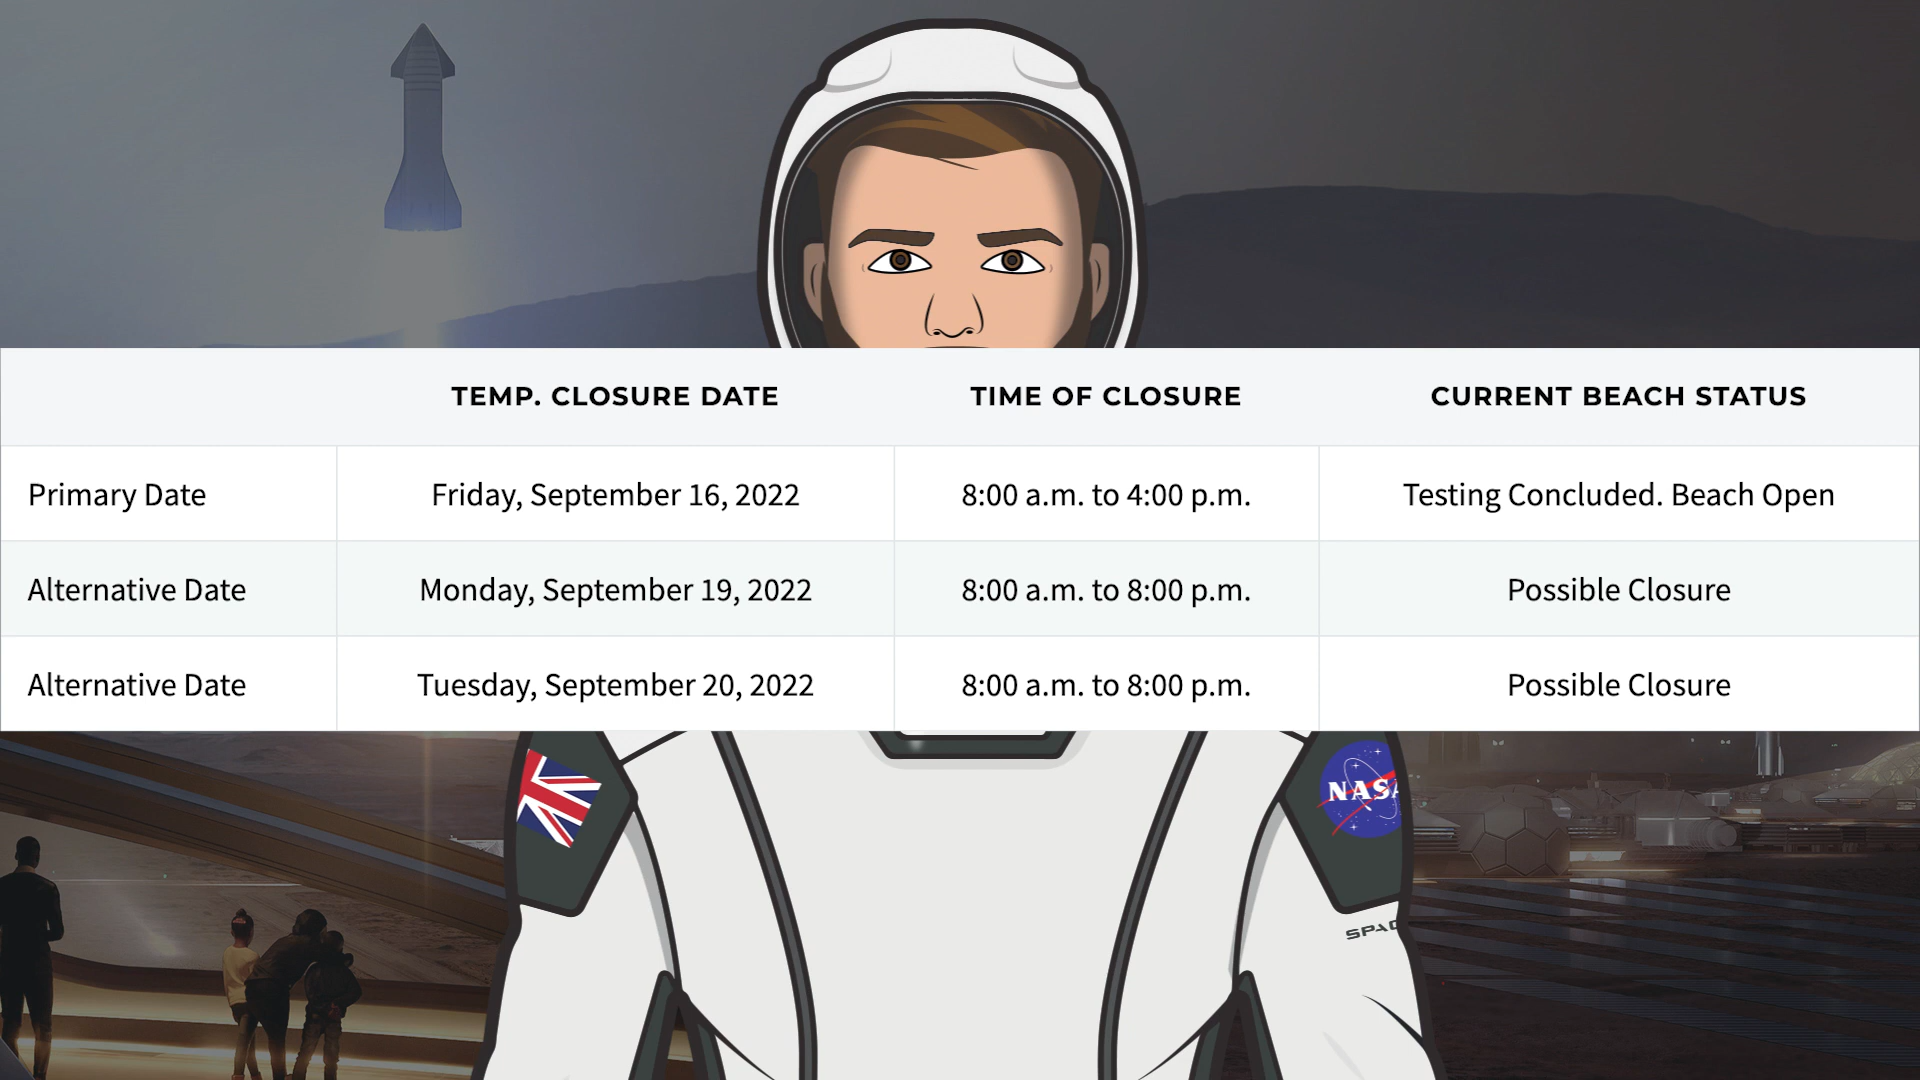 TEMP. CLOSURE DATE TIME OF CLOSURE CURRENT BEACH STATUS
Primary Date Friday, September 16, 2022 8:00 a.m. to 4:00 p.m. Testing Concluded. Beach Open
Alternative Date Monday, September 19, 2022 8:00 a.m. to 8:00 p.m. Possible Closure
Alternative Date Tuesday, September 20, 2022 8:00 a.m. to 8:00 p.m. Possible Closure
NASA
SPAC